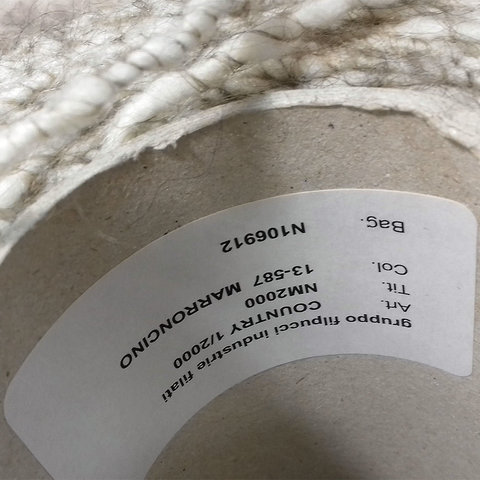 gruppo filpucci industrie filati
Art. COUNTRY 1/2000
Tit. NM2000
Col. 13-587 MARRONCINO
Bag. N106912